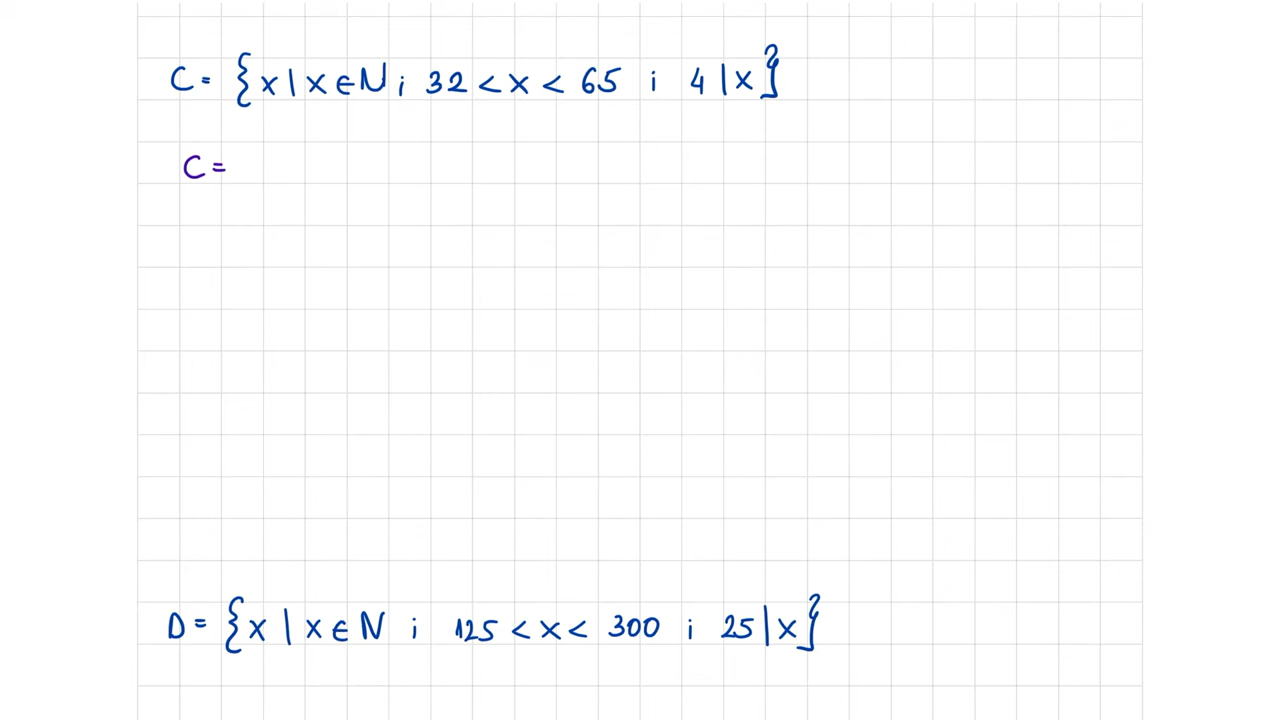 C = {x | x ∈ N i 32 < x < 65 i 4 | x}
C =
D = {x | x ∈ N i 125 < x < 300 i 25 | x}